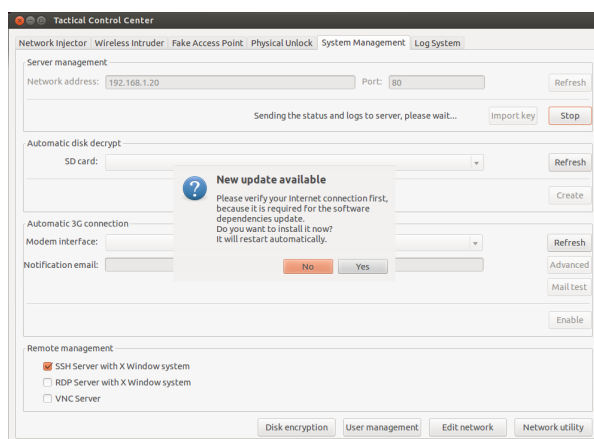 Tactical Control Center
Network Injector Wireless Intruder Fake Access Point Physical Unlock System Management Log System
Server management
Network address: 192.168.1.20 Port: 80 Refresh
Sending the status and logs to server, please wait... Import key Stop
Automatic disk decrypt
SD card: Refresh
Create
New update available
Please verify your Internet connection first,
because it is required for the software
dependencies update.
Do you want to install it now?
It will restart automatically.
No Yes
Automatic 3G connection
Modem interface: Refresh
Notification email: Advanced
Mail test
Enable
Remote management
SSH Server with X Window system
RDP Server with X Window system
VNC Server
Disk encryption User management Edit network Network utility